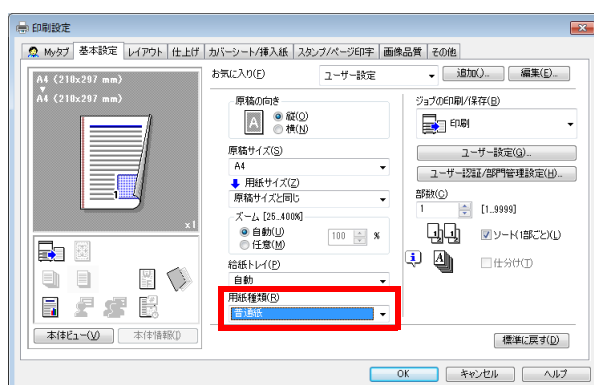 印刷設定
Myタブ 基本設定 レイアウト 仕上げ カバーシート/挿入紙 スタンプ/ページ印字 画像品質 その他
A4 (210x297 mm)
A4 (210x297 mm)
1
x1
本体ビュー(V) 本体情報(I)
お気に入り(F) ユーザー設定 追加()... 編集(E)...
原稿の向き
A
縦(O)
横(N)
原稿サイズ(S)
A4
用紙サイズ(Z)
原稿サイズと同じ
ズーム [25..400%]
自動(U)
任意(M)
100 %
給紙トレイ(P)
自動
用紙種類(R)
普通紙
ジョブの印刷/保存(B)
印刷
ユーザー設定(G)...
ユーザー認証/部門管理設定(H)...
部数(C)
1 [1..9999]
ソート(1部ごと)(L)
仕分け(T)
標準に戻す(D)
OK キャンセル ヘルプ